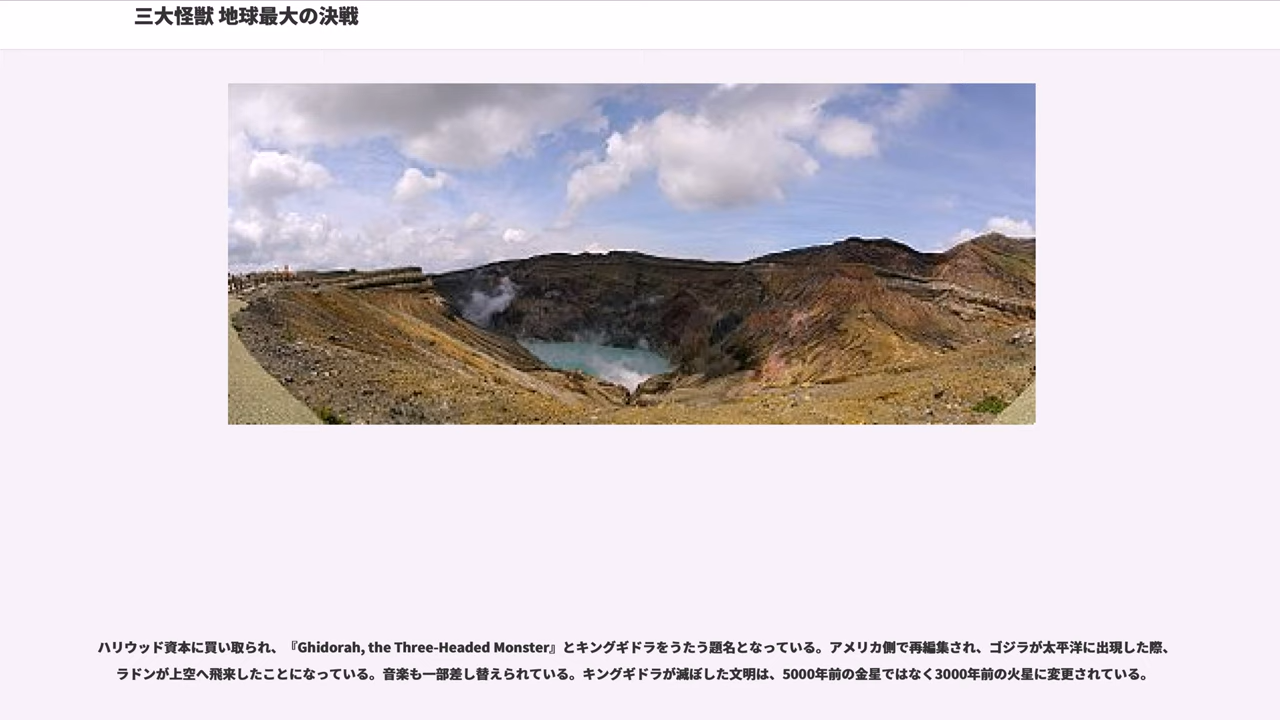 三大怪獣 地球最大の決戦
ハリウッド資本に買い取られ、『Ghidorah, the Three-Headed Monster』とキングギドラをうたう題名となっている。アメリカ側で再編集され、ゴジラが太平洋に出現した際、
ラドンが上空へ飛来したことになっている。音楽も一部差し替えられている。キングギドラが滅ぼした文明は、5000年前の金星ではなく3000年前の火星に変更されている。